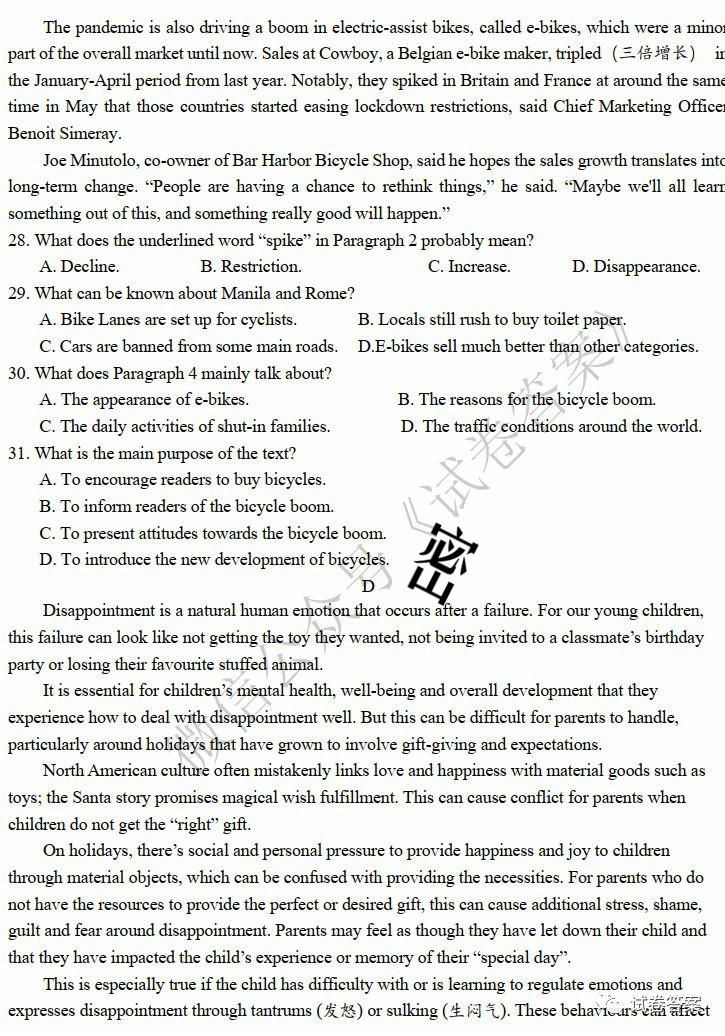 The pandemic is also driving a boom in electric-assist bikes, called e-bikes, which were a minor
part of the overall market until now. Sales at Cowboy, a Belgian e-bike maker, tripled（三倍增长） in
the January-April period from last year. Notably, they spiked in Britain and France at around the same
time in May that those countries started easing lockdown restrictions, said Chief Marketing Officer
Benoit Simeray.
Joe Minutolo, co-owner of Bar Harbor Bicycle Shop, said he hopes the sales growth translates into
long-term change. “People are having a chance to rethink things,” he said. “Maybe we'll all learn
something out of this, and something really good will happen.”
28. What does the underlined word “spike” in Paragraph 2 probably mean?
A. Decline. B. Restriction. C. Increase. D. Disappearance.
29. What can be known about Manila and Rome?
A. Bike Lanes are set up for cyclists. B. Locals still rush to buy toilet paper.
C. Cars are banned from some main roads. D.E-bikes sell much better than other categories.
30. What does Paragraph 4 mainly talk about?
A. The appearance of e-bikes. B. The reasons for the bicycle boom.
C. The daily activities of shut-in families. D. The traffic conditions around the world.
31. What is the main purpose of the text?
A. To encourage readers to buy bicycles.
B. To inform readers of the bicycle boom.
C. To present attitudes towards the bicycle boom.
D. To introduce the new development of bicycles.
密
D
Disappointment is a natural human emotion that occurs after a failure. For our young children,
this failure can look like not getting the toy they wanted, not being invited to a classmate’s birthday
party or losing their favourite stuffed animal.
It is essential for children’s mental health, well-being and overall development that they
experience how to deal with disappointment well. But this can be difficult for parents to handle,
particularly around holidays that have grown to involve gift-giving and expectations.
North American culture often mistakenly links love and happiness with material goods such as
toys; the Santa story promises magical wish fulfillment. This can cause conflict for parents when
children do not get the “right” gift.
On holidays, there’s social and personal pressure to provide happiness and joy to children
through material objects, which can be confused with providing the necessities. For parents who do
not have the resources to provide the perfect or desired gift, this can cause additional stress, shame,
guilt and fear around disappointment. Parents may feel as though they have let down their child and
that they have impacted the child’s experience or memory of their “special day”.
This is especially true if the child has difficulty with or is learning to regulate emotions and
expresses disappointment through tantrums (发怒) or sulking (生闷气). These behaviours can affect
微信公众号《试卷答案》
试卷答案